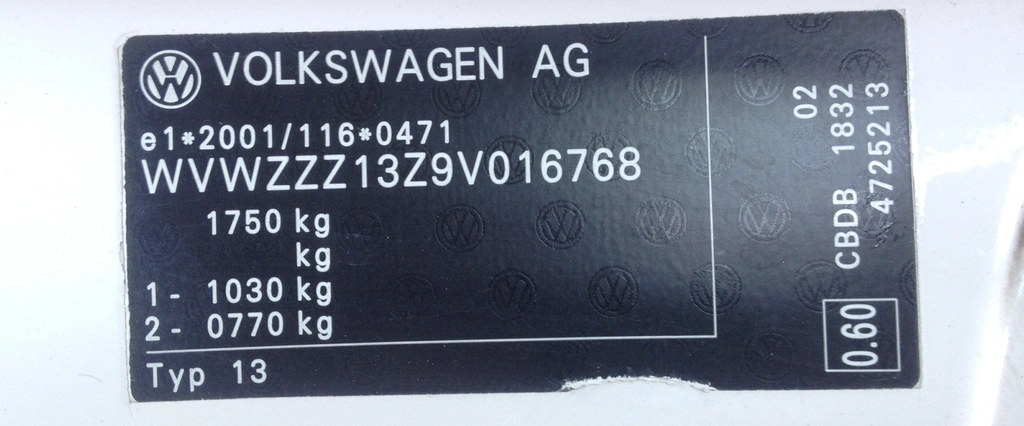 VOLKSWAGEN AG
e1*2001/116*0471
WVWZZZ13Z9V016768
1750 kg
kg
1- 1030 kg
2- 0770 kg
Typ 13
02
CBDB 1832
4725213
0.60